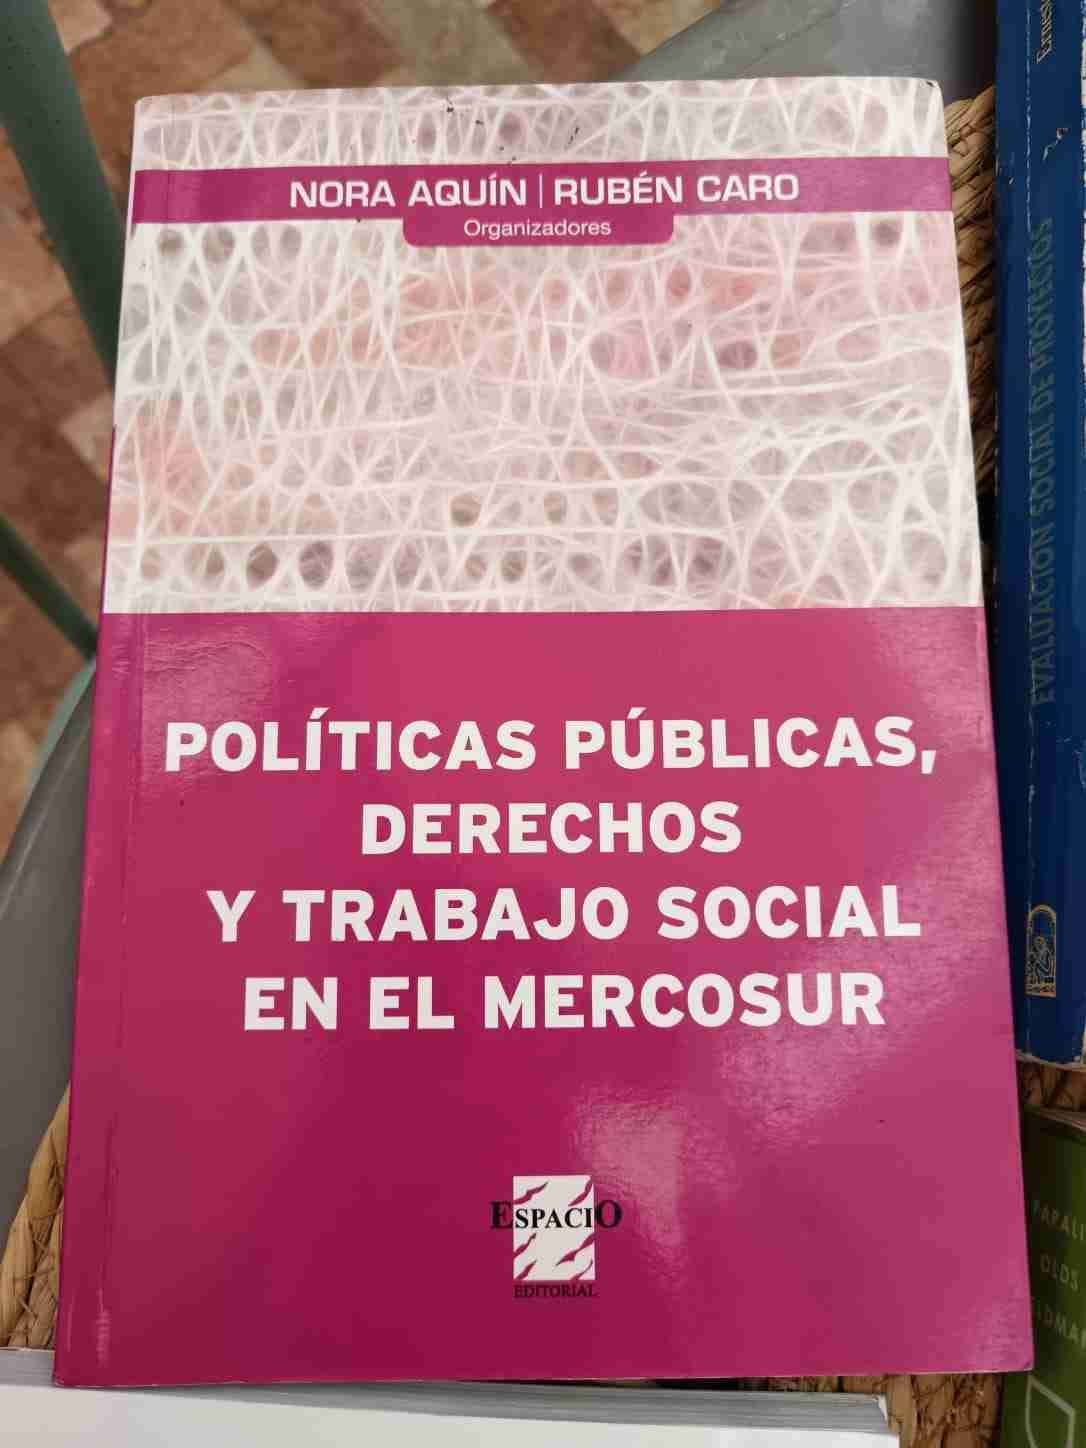 NORA AQUÍN | RUBÉN CARO
Organizadores
POLÍTICAS PÚBLICAS,
DERECHOS
Y TRABAJO SOCIAL
EN EL MERCOSUR
ESPACIO
EDITORIAL
EVALUACIÓN SOCIAL DE PROYECTOS
OLDS